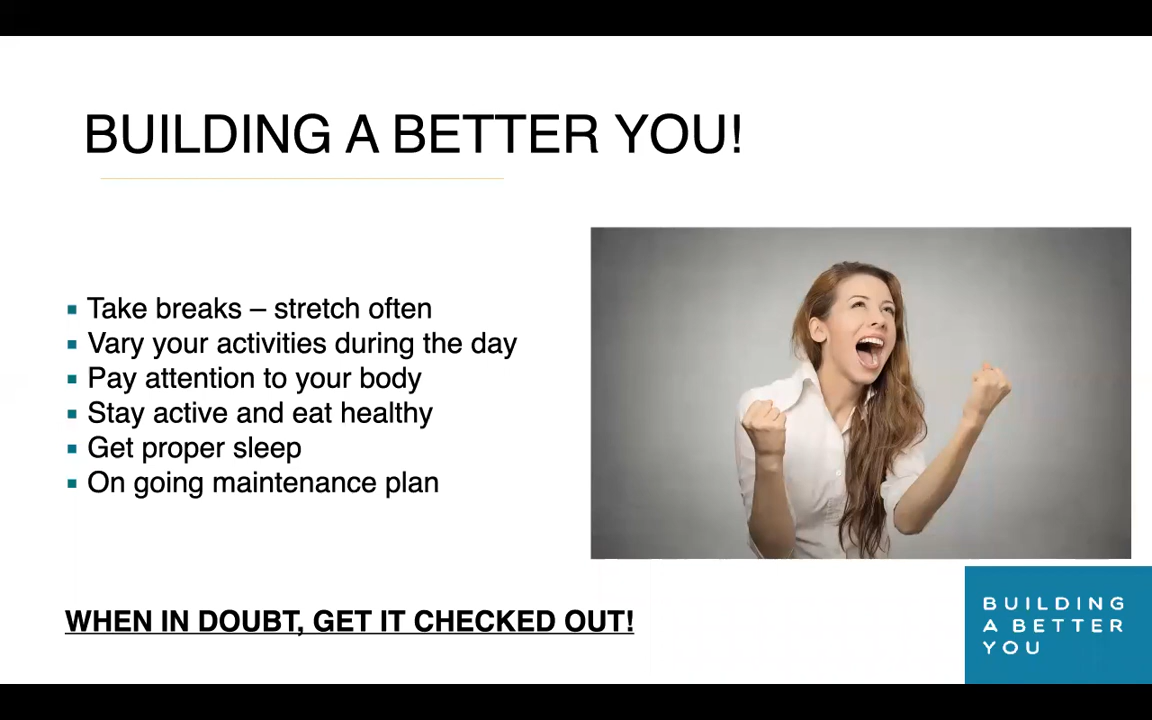 BUILDING A BETTER YOU!
▪ Take breaks – stretch often
▪ Vary your activities during the day
▪ Pay attention to your body
▪ Stay active and eat healthy
▪ Get proper sleep
▪ On going maintenance plan
WHEN IN DOUBT, GET IT CHECKED OUT!
BUILDING
A BETTER
YOU